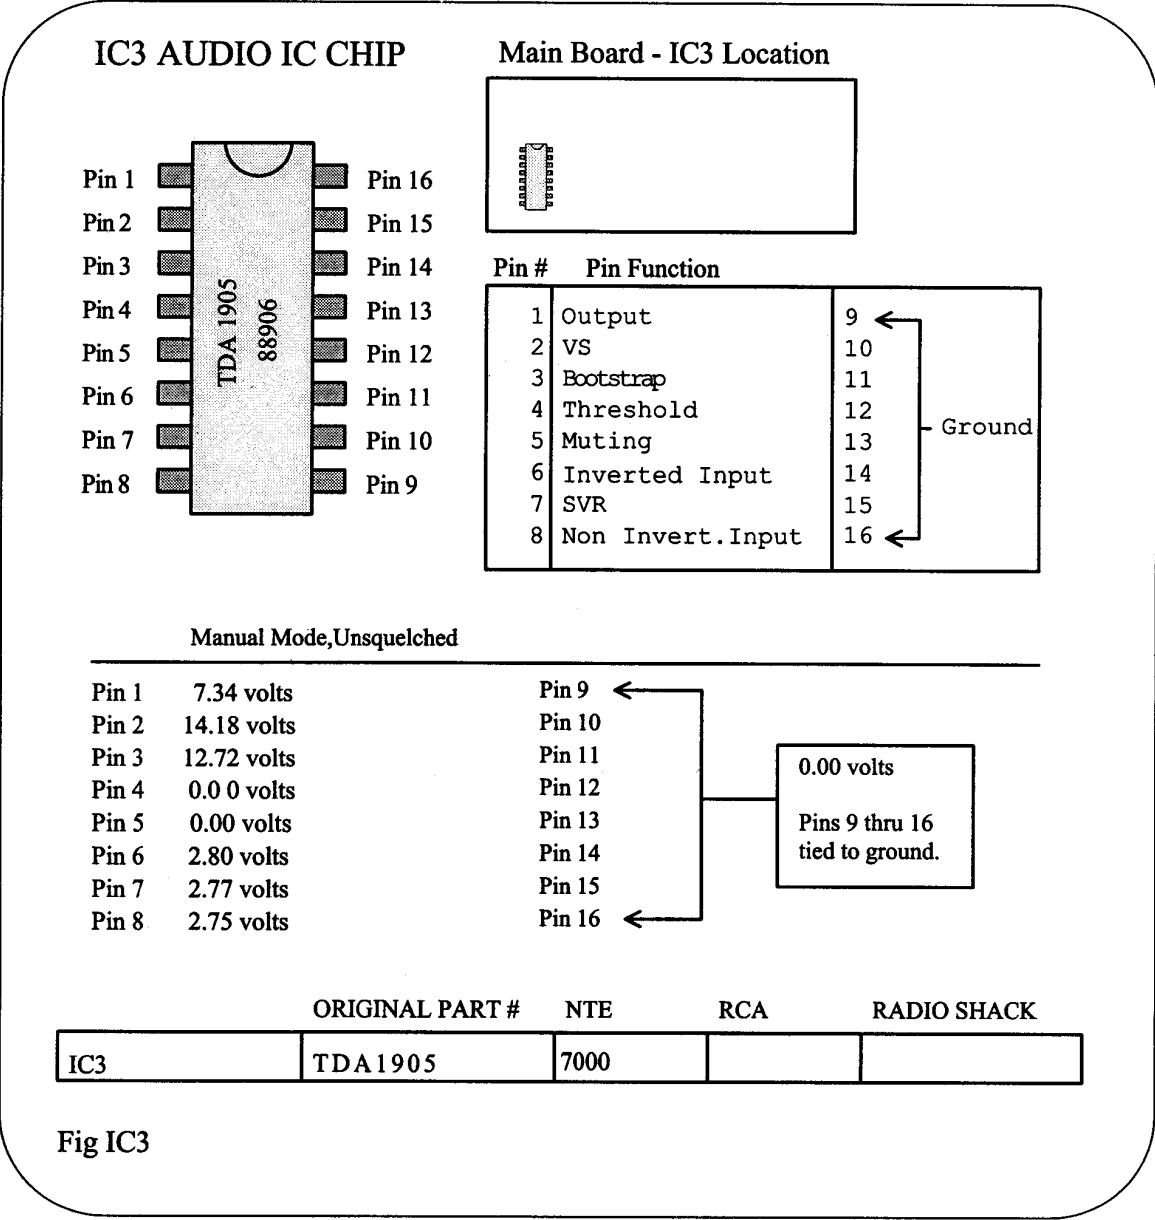 IC3 AUDIO IC CHIP
Main Board - IC3 Location
Pin 1
Pin 2
Pin 3
Pin 4
Pin 5
Pin 6
Pin 7
Pin 8
TDA 1905
88906
Pin 16
Pin 15
Pin 14
Pin 13
Pin 12
Pin 11
Pin 10
Pin 9
Pin # Pin Function
1 Output 9
2 VS 10
3 Bootstrap 11
4 Threshold 12
5 Muting 13
6 Inverted Input 14
7 SVR 15
8 Non Invert.Input 16
Ground
Manual Mode,Unsquelched
Pin 1 7.34 volts
Pin 2 14.18 volts
Pin 3 12.72 volts
Pin 4 0.0 0 volts
Pin 5 0.00 volts
Pin 6 2.80 volts
Pin 7 2.77 volts
Pin 8 2.75 volts
Pin 9
Pin 10
Pin 11
Pin 12
Pin 13
Pin 14
Pin 15
Pin 16
0.00 volts
Pins 9 thru 16
tied to ground.
ORIGINAL PART # NTE RCA RADIO SHACK
IC3 TDA1905 7000
Fig IC3